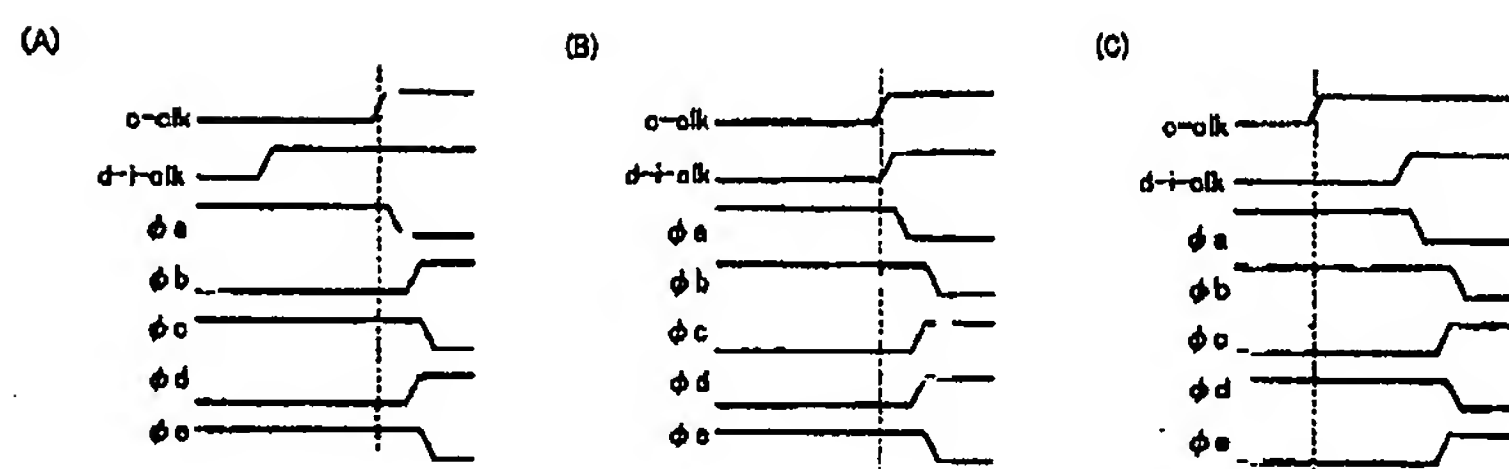 (A)
c-clk
d-i-clk
φa
φb
φc
φd
φe
(B)
c-clk
d-i-clk
φa
φb
φc
φd
φe
(C)
c-clk
d-i-clk
φa
φb
φc
φd
φe